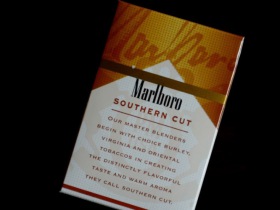 Marlboro
Marlboro
SOUTHERN CUT
OUR MASTER BLENDERS
BEGIN WITH CHOICE BURLEY,
VIRGINIA AND ORIENTAL
TOBACCOS IN CREATING
THE DISTINCTLY FLAVORFUL
TASTE AND WARM AROMA
THEY CALL SOUTHERN CUT.